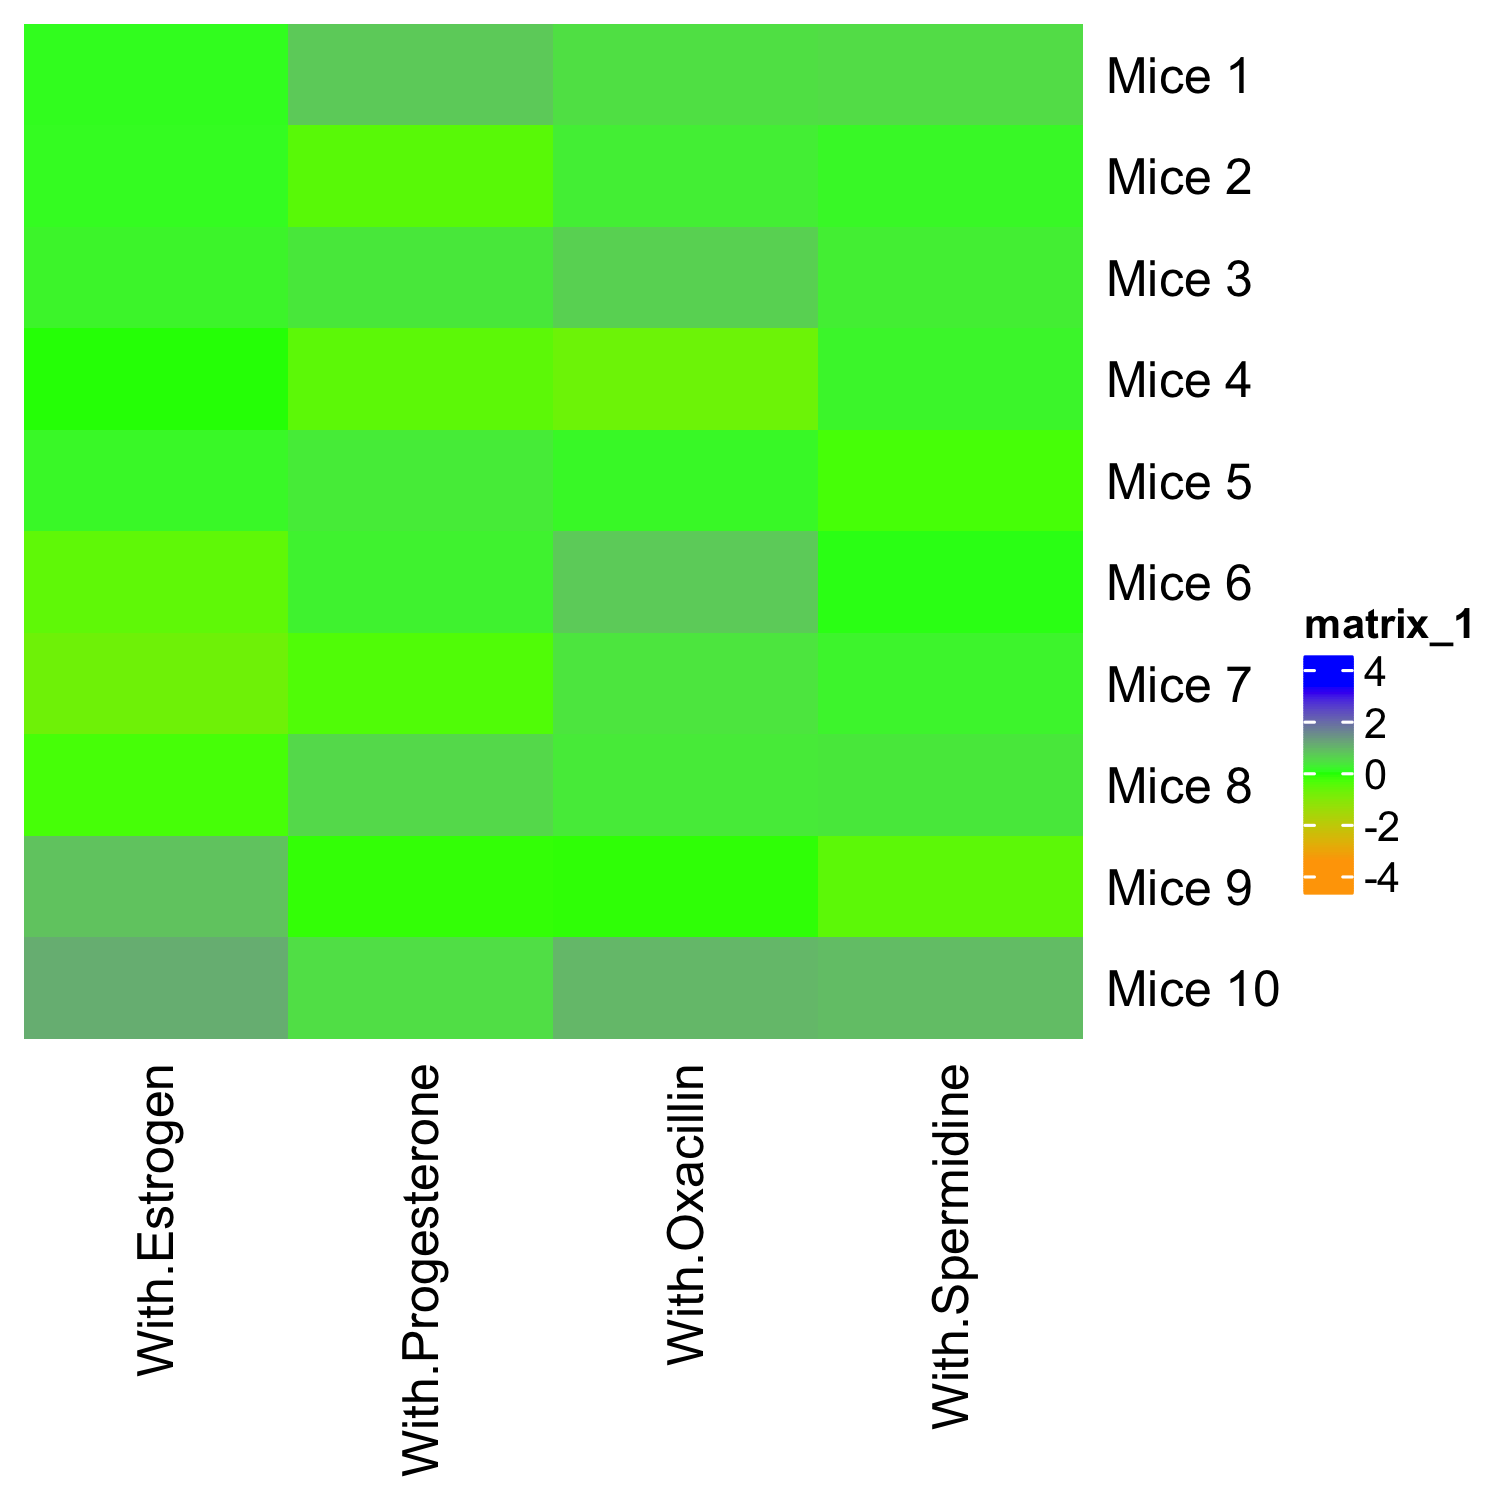 Mice 1
Mice 2
Mice 3
Mice 4
Mice 5
Mice 6
Mice 7
Mice 8
Mice 9
Mice 10
matrix_1
4
2
0
-2
-4
With.Estrogen
With.Progesterone
With.Oxacillin
With.Spermidine